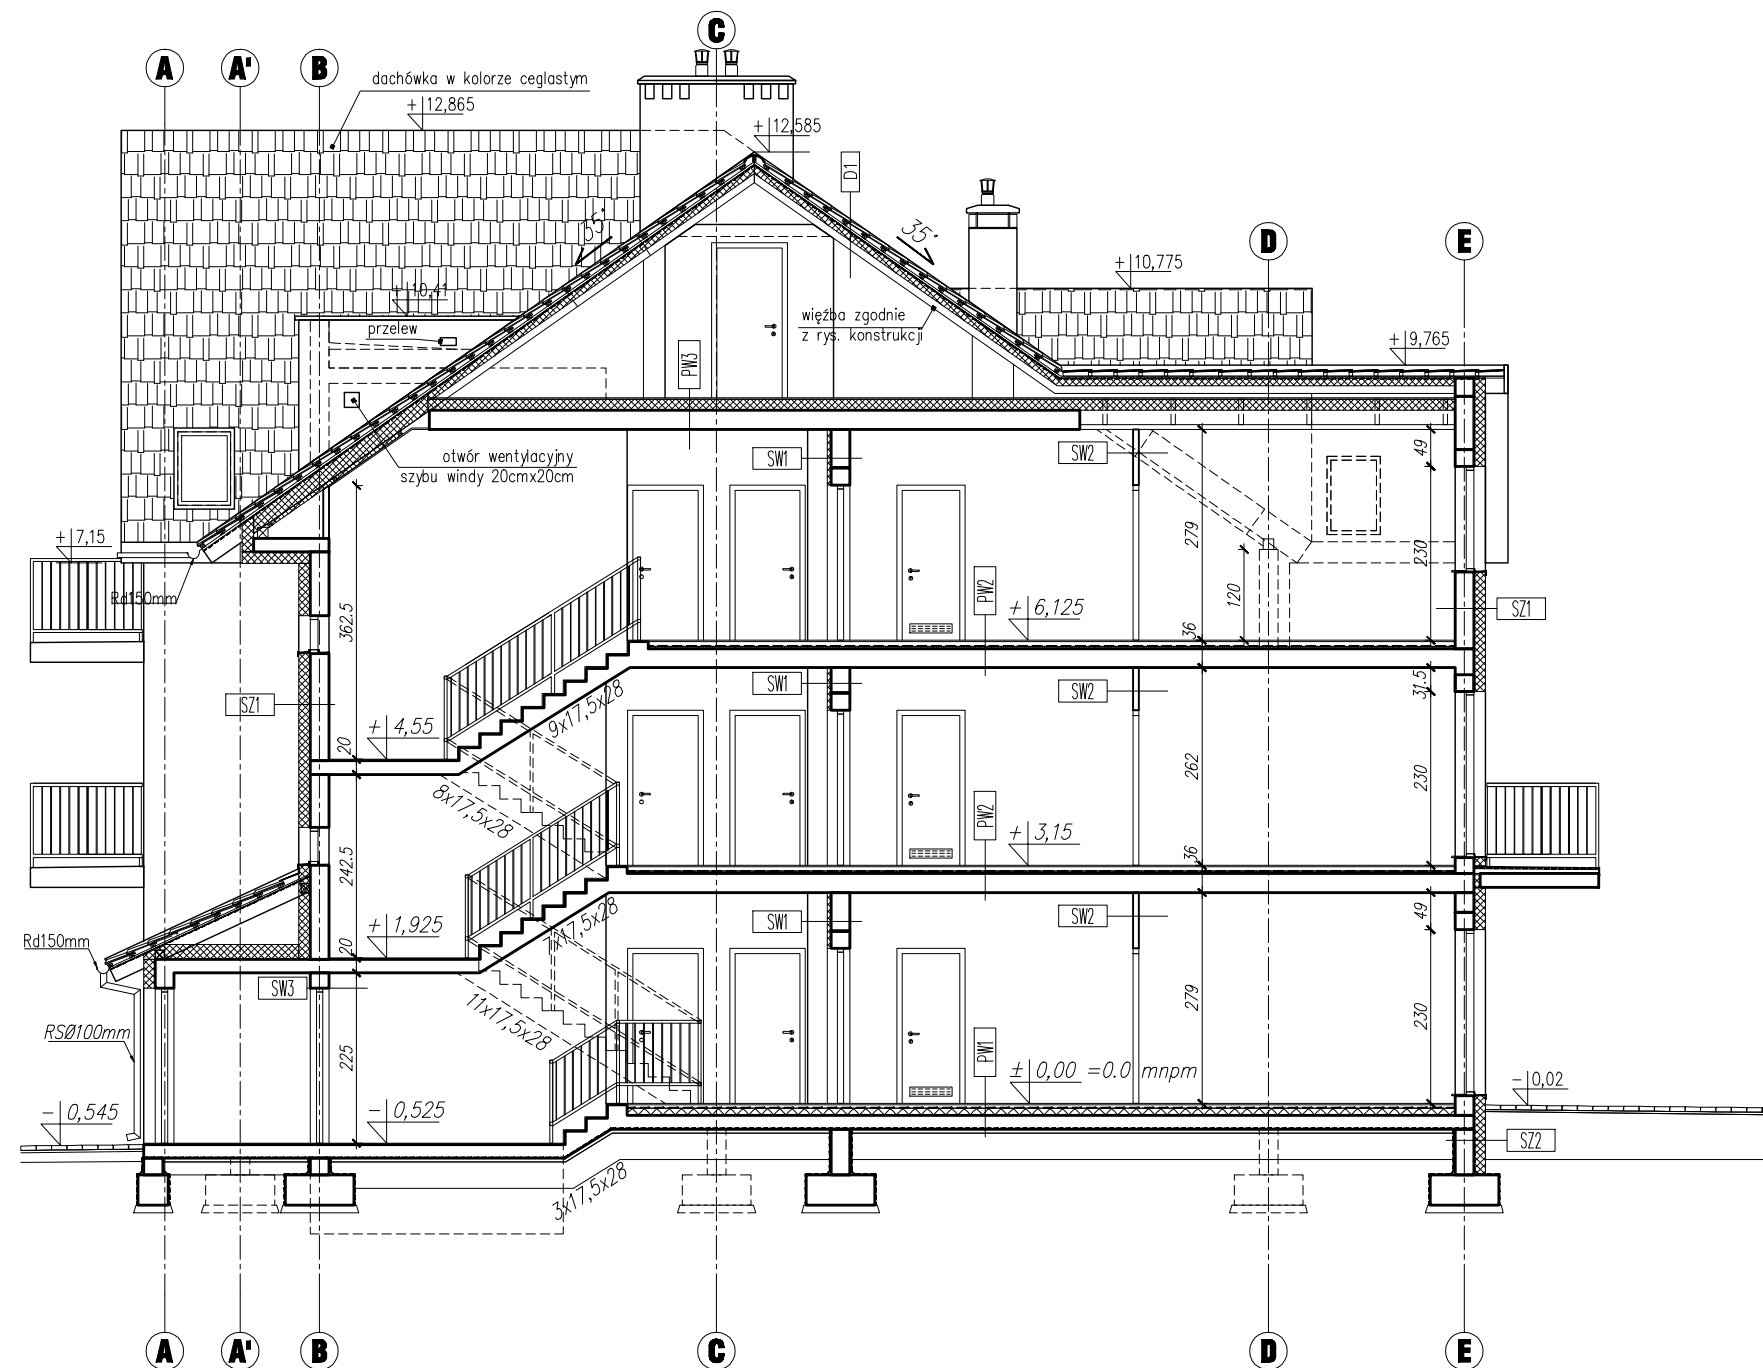 C
A
A'
B
dachówka w kolorze ceglastym
+12,865
+12,585
D1
35°
35°
D
E
+10,775
+10,41
przelew
więźba zgodnie
z rys. konstrukcji
+9,765
PW3
otwór wentylacyjny
szybu windy 20cmx20cm
SW1
SW2
49
+7,15
Rd150mm
362.5
279
230
120
PW2
+6,125
36
SZ1
SZ1
SW1
SW2
31.5
9x17,5x28
+4,55
20
8x17,5x28
262
230
PW2
+3,15
36
242.5
+1,925
20
7x17,5x28
SW1
SW2
49
Rd150mm
SW3
11x17,5x28
279
230
RSØ100mm
225
PW1
±0,00 =0.0 mnpm
-0,02
-0,545
-0,525
SZ2
3x17,5x28
A
A'
B
C
D
E